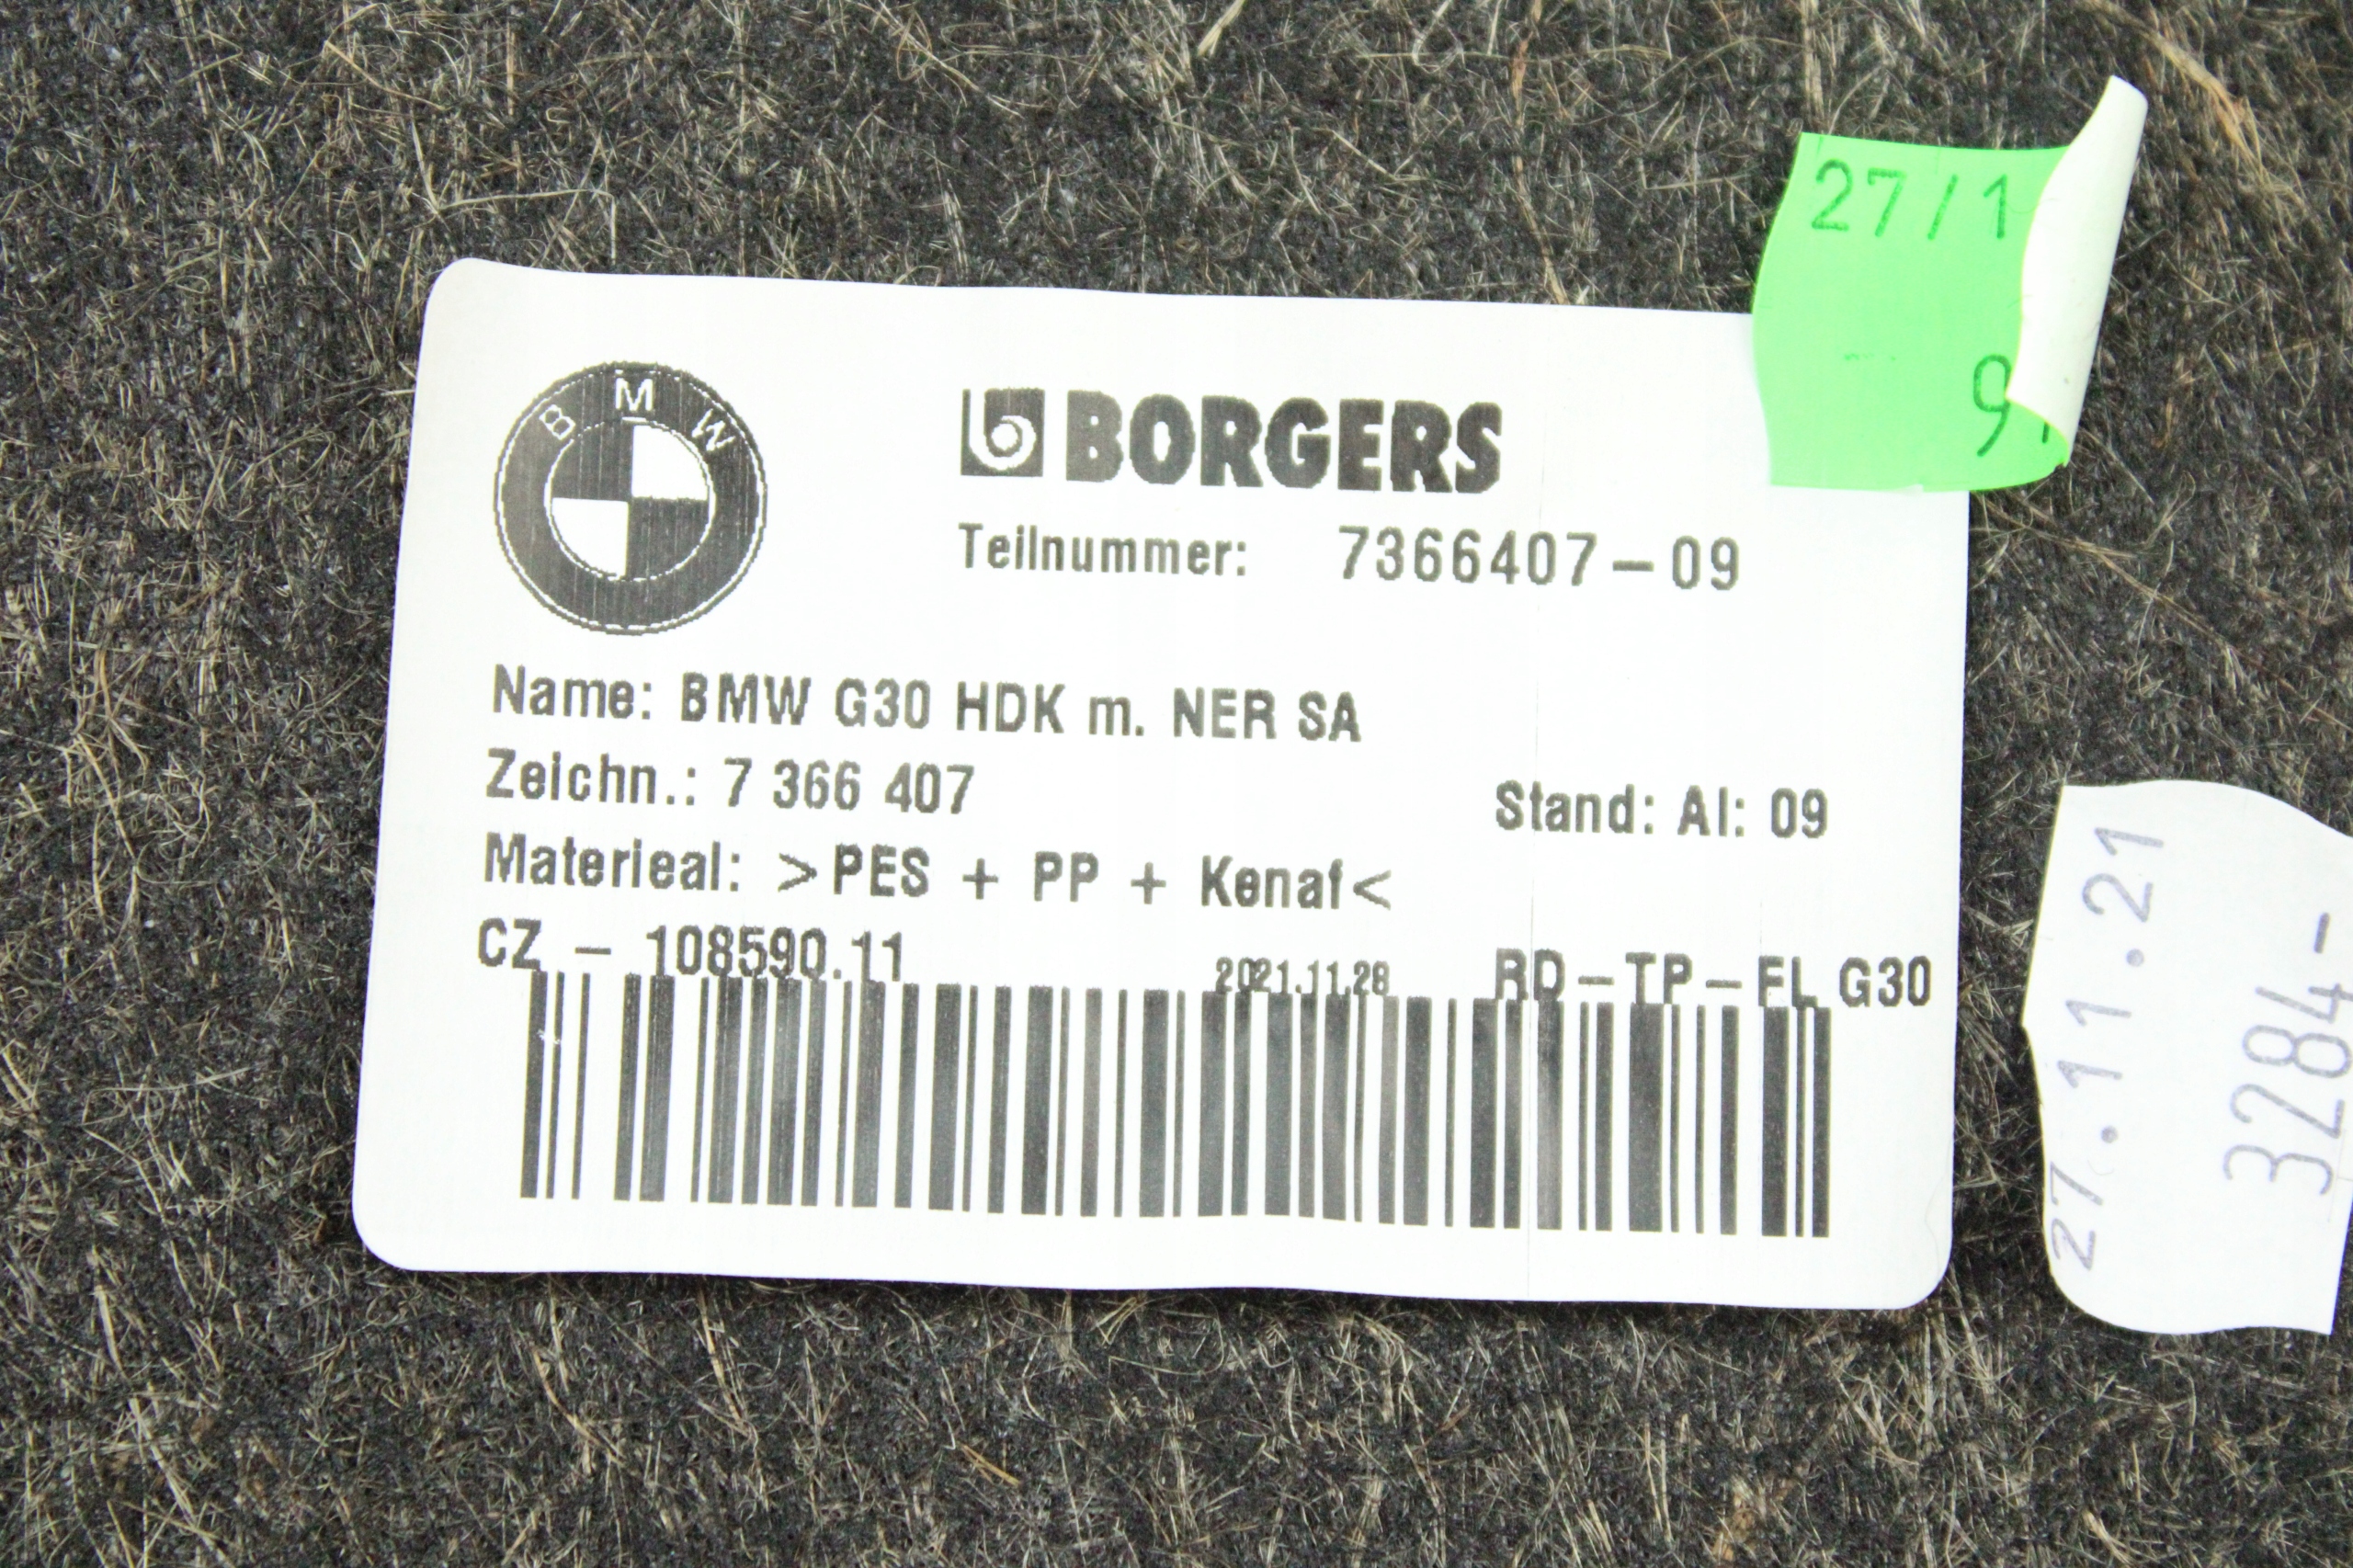 27/1
9
BMW
BORGERS
Teilnummer: 7366407-09
Name: BMW G30 HDK m. NER SA
Zeichn.: 7 366 407
Stand: AI: 09
Materieal: >PES + PP + Kenaf<
CZ - 108590.11
2021.11.28
RD-TP-FL G30
27.11.21
3284-